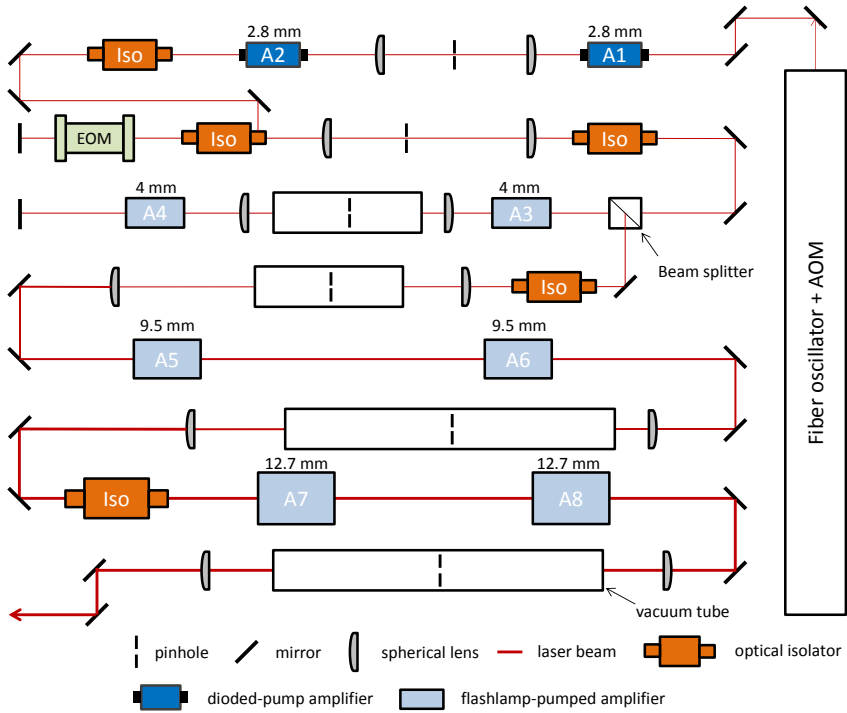 2.8 mm
2.8 mm
Iso
A2
A1
EOM
Iso
Iso
4 mm
4 mm
A4
A3
Beam splitter
Iso
9.5 mm
9.5 mm
A5
A6
12.7 mm
12.7 mm
Iso
A7
A8
vacuum tube
Fiber oscillator + AOM
pinhole
mirror
spherical lens
laser beam
optical isolator
dioded-pump amplifier
flashlamp-pumped amplifier